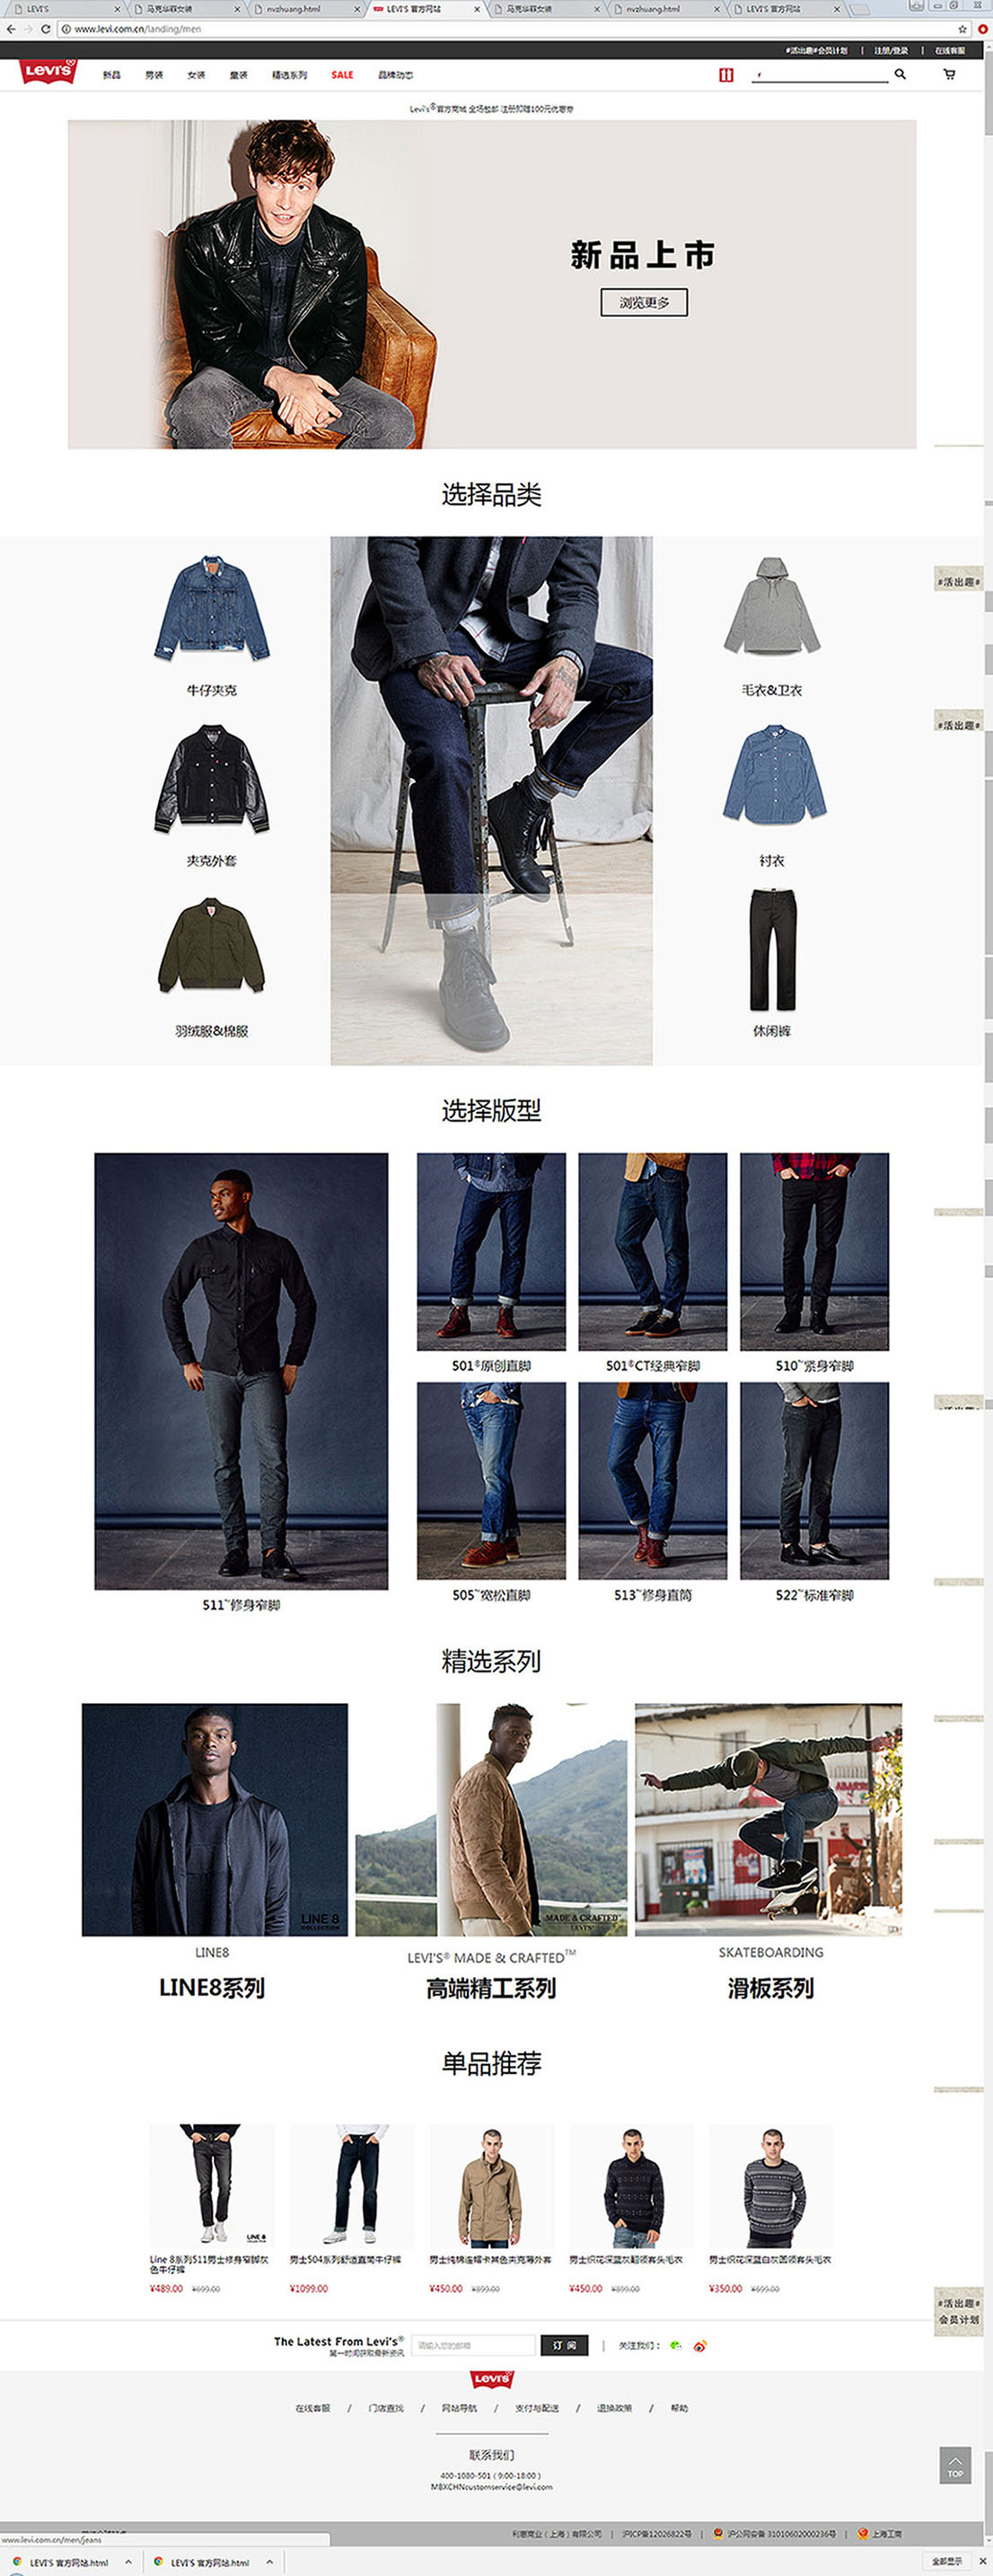 LEVI'S
马克华菲女装
nvzhuang.html
LEVI'S 官方网站
马克华菲女装
nvzhuang.html
LEVI'S 官方网站
www.levi.com.cn/landing/men
#活出趣#会员计划 | 注册/登录 | 在线客服
Levi's
新品 男装 女装 童装 精选系列 SALE 品牌动态
Levi's®官方商城 全场包邮 注册即赠100元优惠券
新品上市
浏览更多
选择品类
#活出趣#
牛仔夹克
毛衣&卫衣
#活出趣#
夹克外套
衬衣
羽绒服&棉服
休闲裤
选择版型
501®原创直脚
501®CT经典窄脚
510™紧身窄脚
505™宽松直脚
513™修身直筒
522™标准窄脚
511™修身窄脚
精选系列
LINE 8
COLLECTION
MADE & CRAFTED
LEVI'S
LINE8
LEVI'S® MADE & CRAFTED™
SKATEBOARDING
LINE8系列
高端精工系列
滑板系列
单品推荐
LINE 8
Line 8系列511男士修身窄脚灰色牛仔裤
¥489.00 ¥699.00
男士504系列舒适直筒牛仔裤
¥1099.00
男士纯棉连帽卡其色夹克薄外套
¥450.00 ¥899.00
男士织花深蓝灰翻领套头毛衣
¥450.00 ¥899.00
男士织花深蓝白灰圆领套头毛衣
¥350.00 ¥699.00
#活出趣#
会员计划
The Latest From Levi's®
第一时间获取最新资讯
请输入您的邮箱
订 阅
| 关注我们：
Levi's
在线客服 / 门店查找 / 网站导航 / 支付与配送 / 退换政策 / 帮助
联系我们
400-1080-501（9:00-18:00）
MBXCHNcustomservice@levi.com
TOP
利惠商业（上海）有限公司 | 沪ICP备12026822号 | 沪公网安备 31010602000236号 | 上海工商
www.levi.com.cn/men/jeans
LEVI'S 官方网站.html
LEVI'S 官方网站.html
全部显示